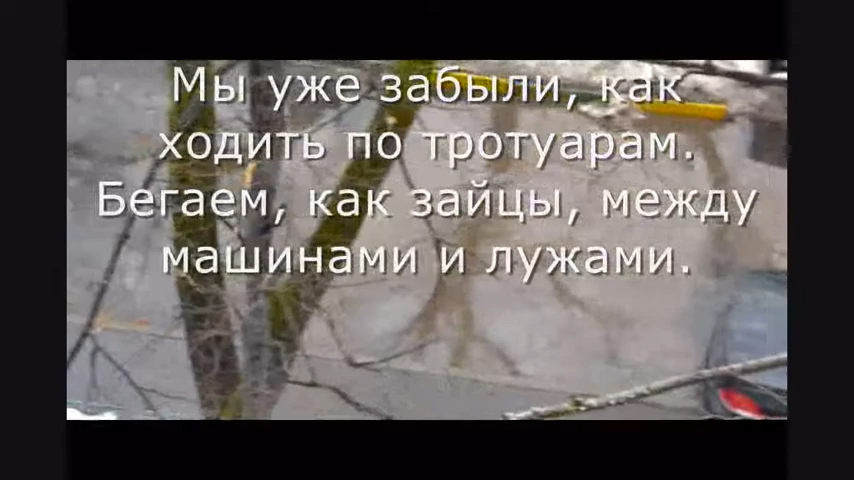 Мы уже забыли, как
ходить по тротуарам.
Бегаем, как зайцы, между
машинами и лужами.